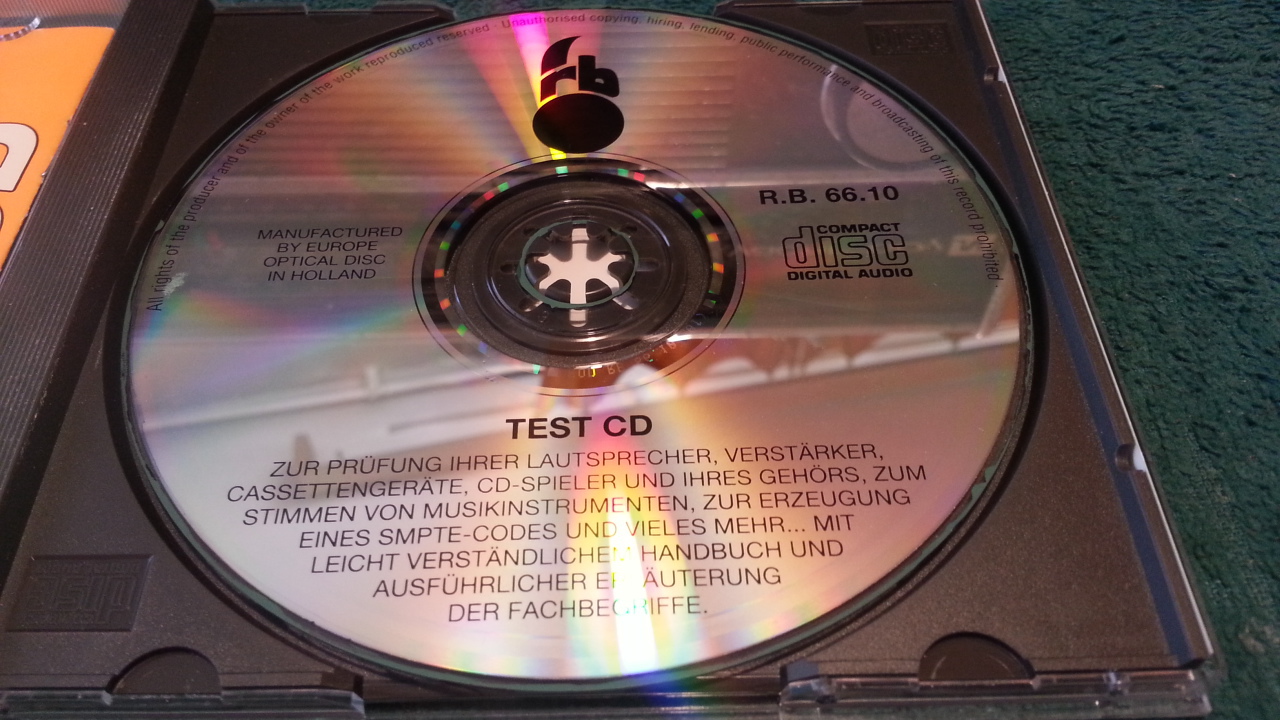 All rights of the producer and of the owner of the work reproduced reserved · Unauthorised copying, hiring, lending, public performance and broadcasting of this record prohibited
rb
R.B. 66.10
MANUFACTURED
BY EUROPE
OPTICAL DISC
IN HOLLAND
COMPACT
disc
DIGITAL AUDIO
TEST CD
ZUR PRÜFUNG IHRER LAUTSPRECHER, VERSTÄRKER,
CASSETTENGERÄTE, CD-SPIELER UND IHRES GEHÖRS, ZUM
STIMMEN VON MUSIKINSTRUMENTEN, ZUR ERZEUGUNG
EINES SMPTE-CODES UND VIELES MEHR... MIT
LEICHT VERSTÄNDLICHEM HANDBUCH UND
AUSFÜHRLICHER ERLÄUTERUNG
DER FACHBEGRIFFE.
disc